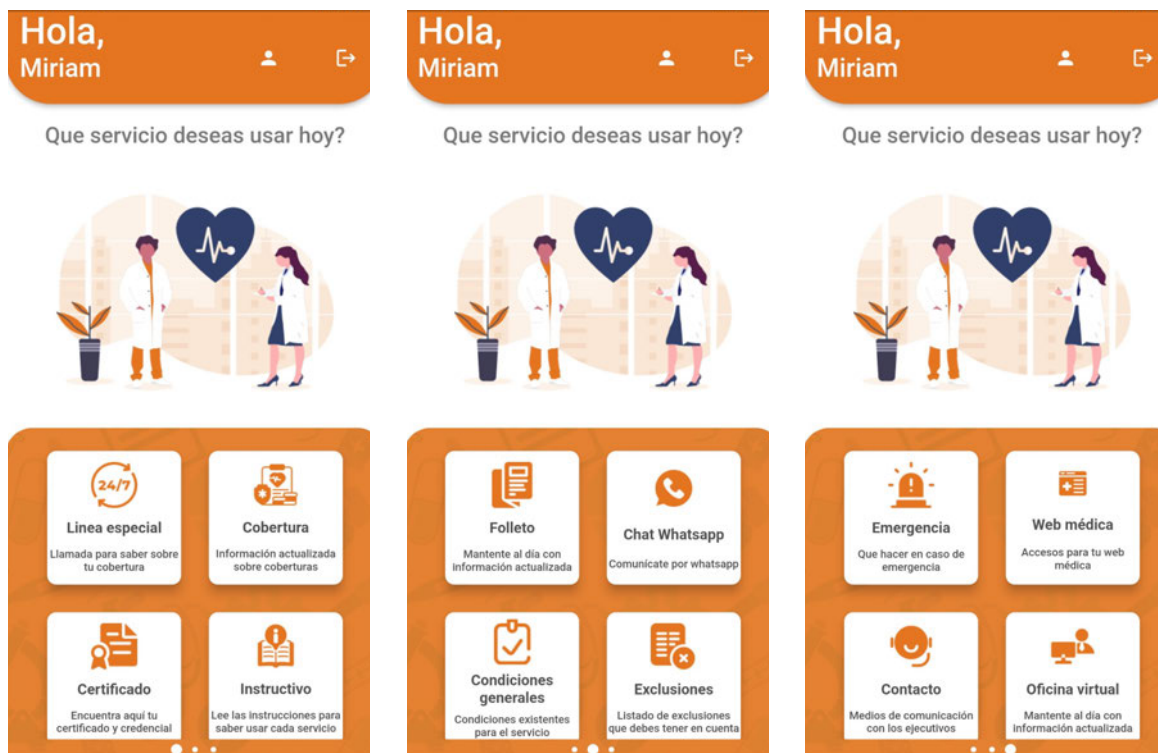 Hola,
Miriam
Que servicio deseas usar hoy?
24/7
Linea especial
Llamada para saber sobre
tu cobertura
Cobertura
Información actualizada
sobre coberturas
Certificado
Encuentra aquí tu
certificado y credencial
Instructivo
Lee las instrucciones para
saber usar cada servicio
Hola,
Miriam
Que servicio deseas usar hoy?
Folleto
Mantente al día con
información actualizada
Chat Whatsapp
Comunícate por whatsapp
Condiciones
generales
Condiciones existentes
para el servicio
Exclusiones
Listado de exclusiones
que debes tener en cuenta
Hola,
Miriam
Que servicio deseas usar hoy?
Emergencia
Que hacer en caso de
emergencia
Web médica
Accesos para tu web
médica
Contacto
Medios de comunicación
con los ejecutivos
Oficina virtual
Mantente al día con
información actualizada